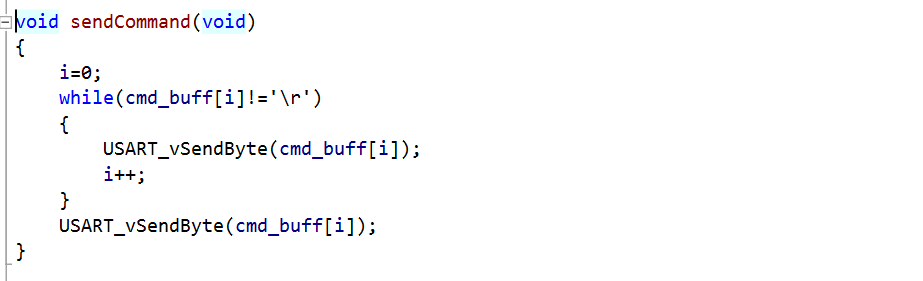 void sendCommand(void)
{
    i=0;
    while(cmd_buff[i]!='\r')
    {
        USART_vSendByte(cmd_buff[i]);
        i++;
    }
    USART_vSendByte(cmd_buff[i]);
}